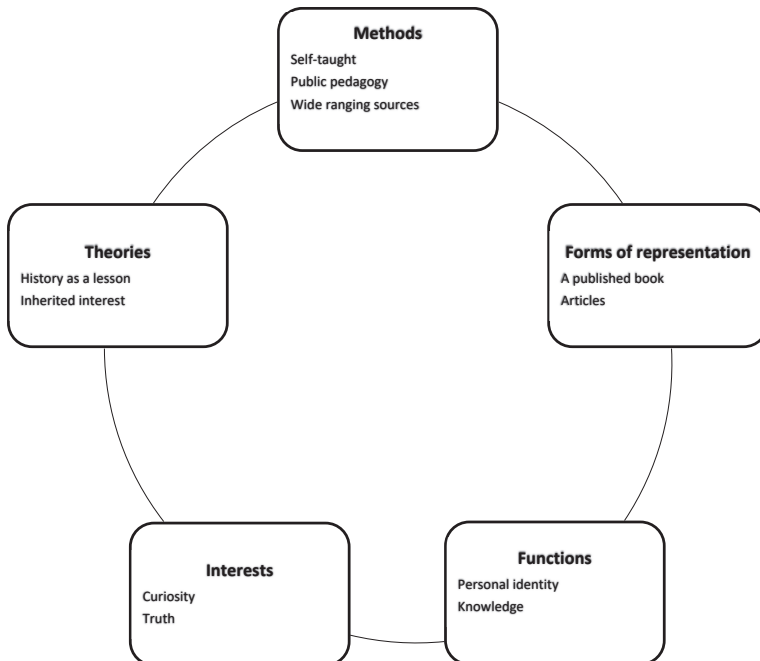 Methods
Self-taught
Public pedagogy
Wide ranging sources
Theories
History as a lesson
Inherited interest
Forms of representation
A published book
Articles
Interests
Curiosity
Truth
Functions
Personal identity
Knowledge